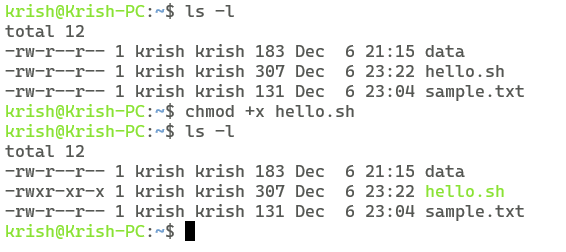 krish@Krish-PC:~$ ls -l
total 12
-rw-r--r-- 1 krish krish 183 Dec  6 21:15 data
-rw-r--r-- 1 krish krish 307 Dec  6 23:22 hello.sh
-rw-r--r-- 1 krish krish 131 Dec  6 23:04 sample.txt
krish@Krish-PC:~$ chmod +x hello.sh
krish@Krish-PC:~$ ls -l
total 12
-rw-r--r-- 1 krish krish 183 Dec  6 21:15 data
-rwxr-xr-x 1 krish krish 307 Dec  6 23:22 hello.sh
-rw-r--r-- 1 krish krish 131 Dec  6 23:04 sample.txt
krish@Krish-PC:~$